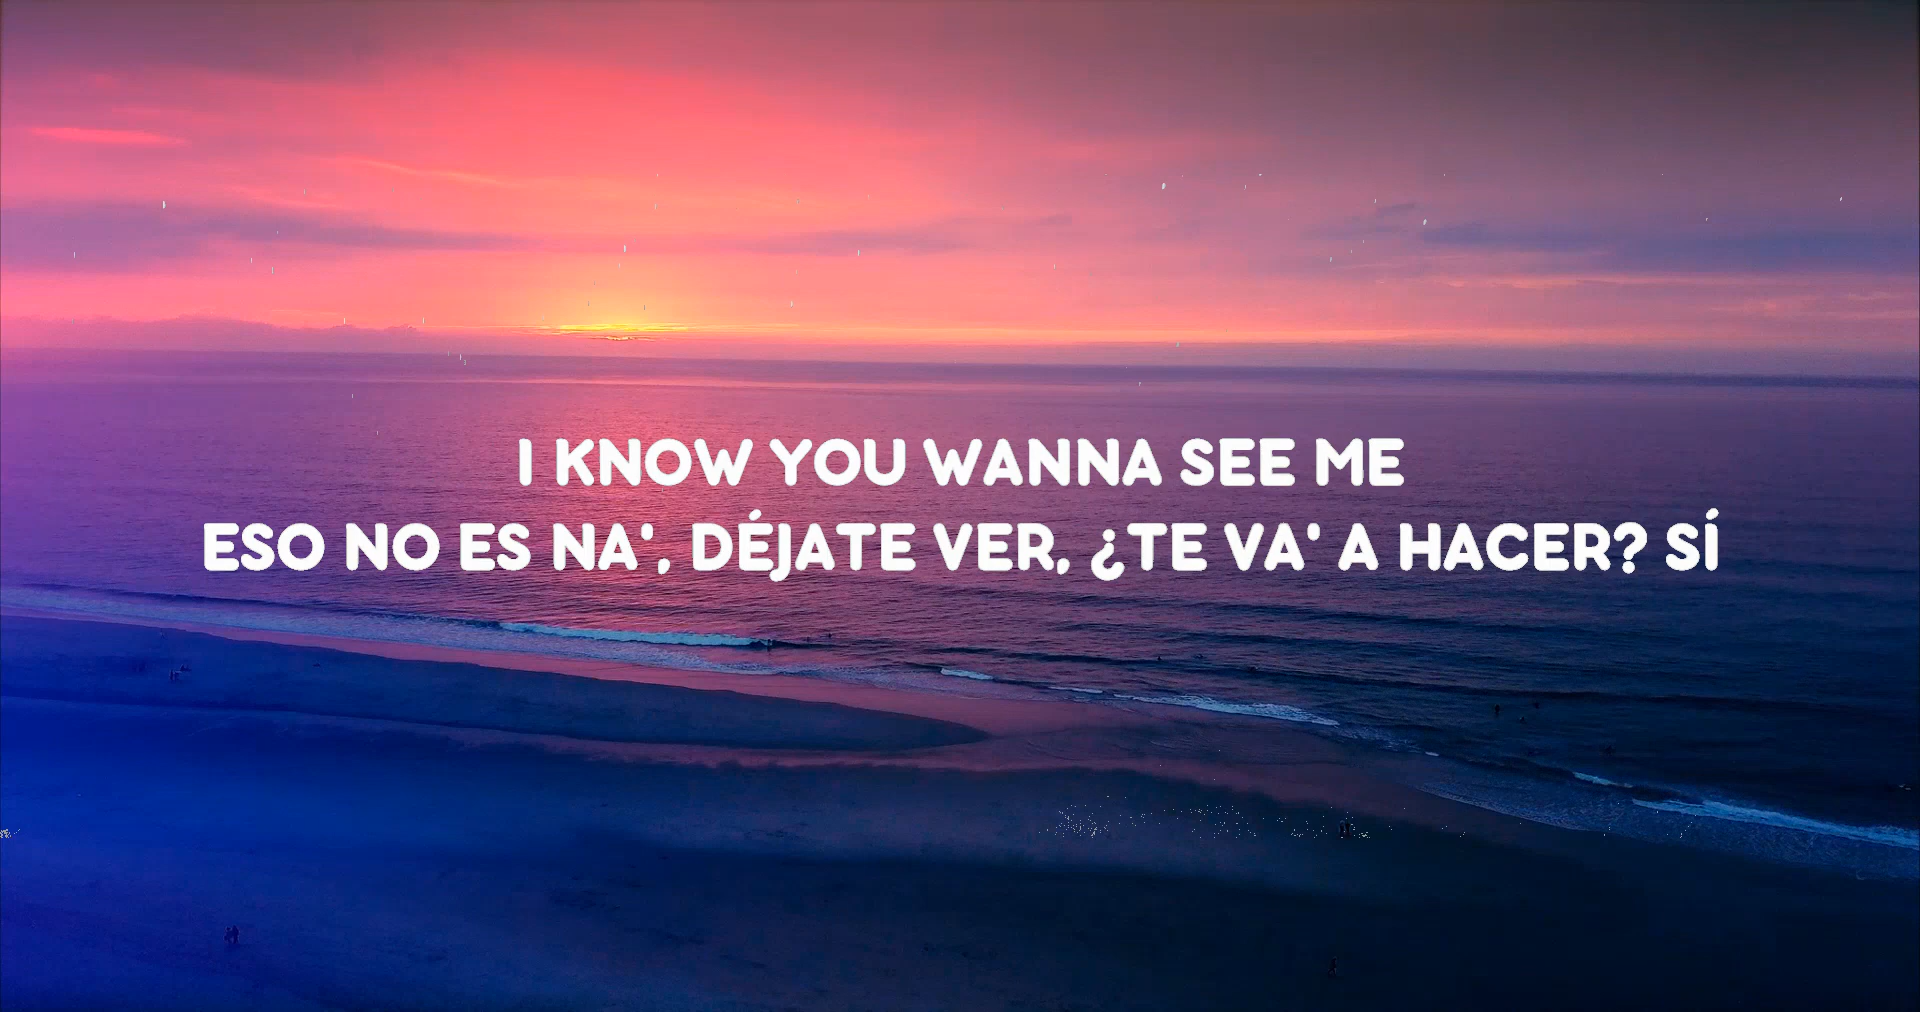 I KNOW YOU WANNA SEE ME
ESO NO ES NA', DÉJATE VER, ¿TE VA' A HACER? SÍ